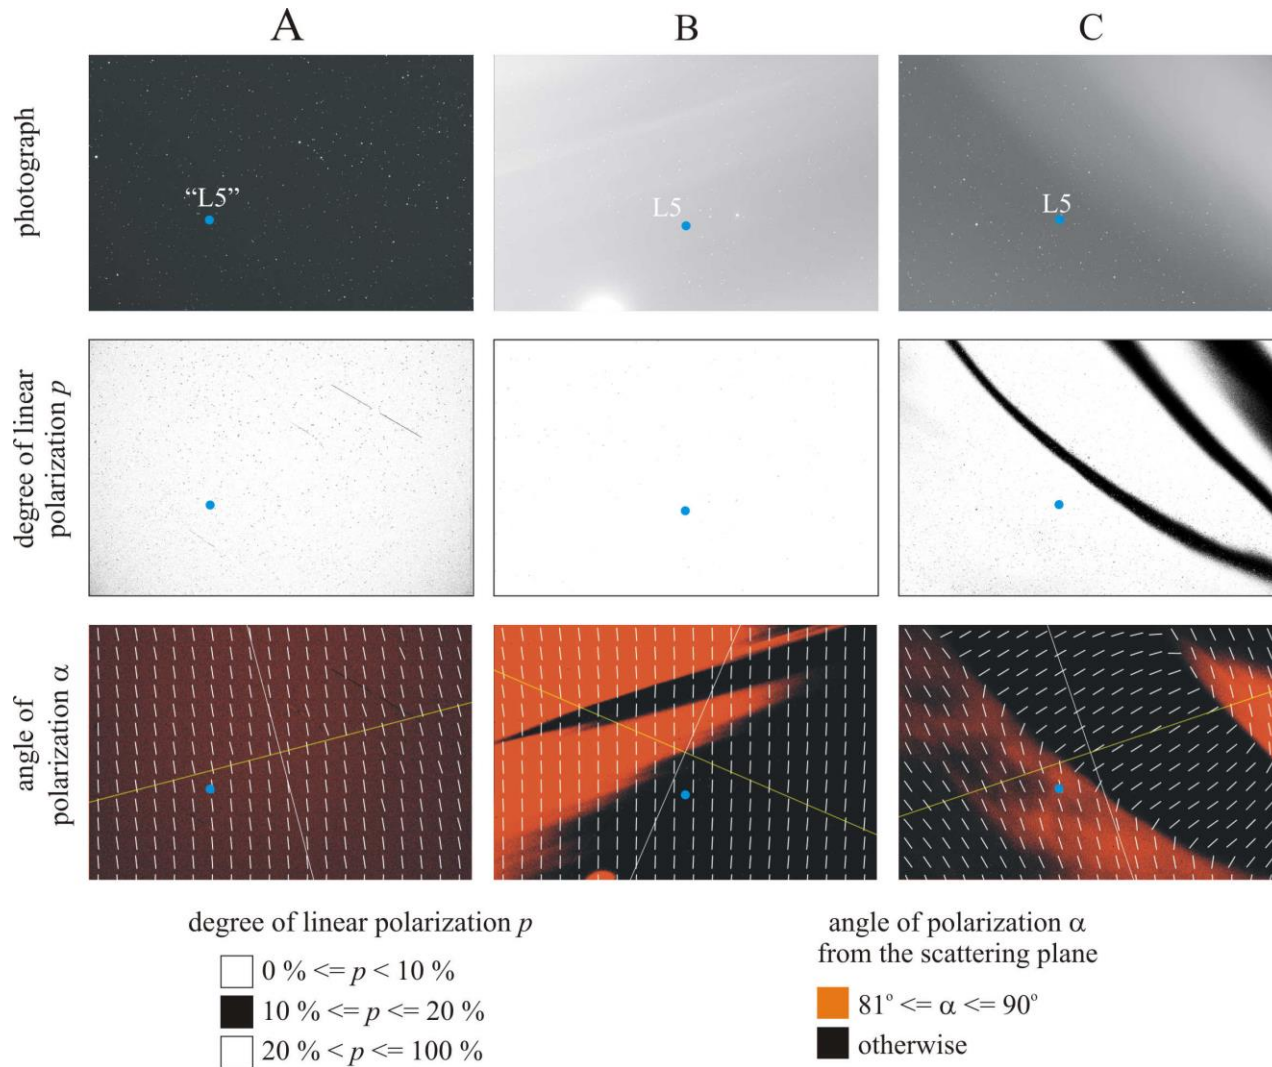 A
B
C
photograph
"L5"
L5
L5
degree of linear
polarization p
angle of
polarization α
degree of linear polarization p
0 % <= p < 10 %
10 % <= p <= 20 %
20 % < p <= 100 %
angle of polarization α
from the scattering plane
81° <= α <= 90°
otherwise